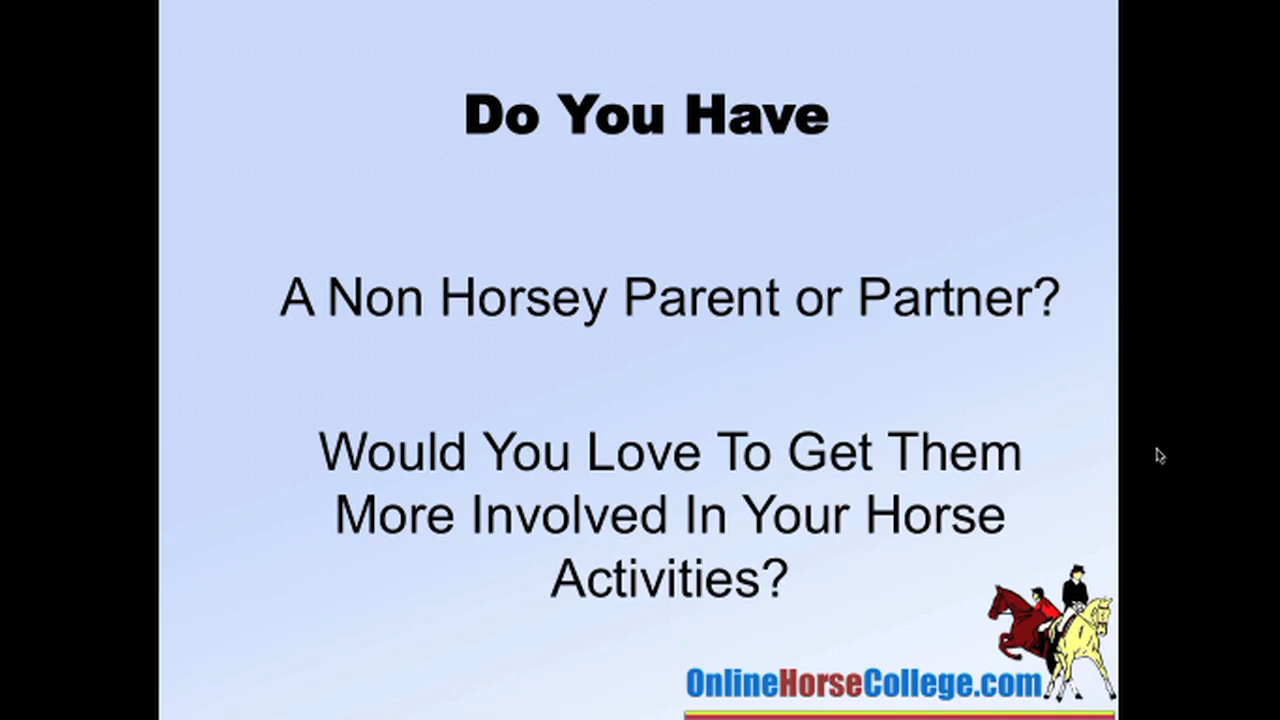 Do You Have
A Non Horsey Parent or Partner?
Would You Love To Get Them
More Involved In Your Horse
Activities?
OnlineHorseCollege.com